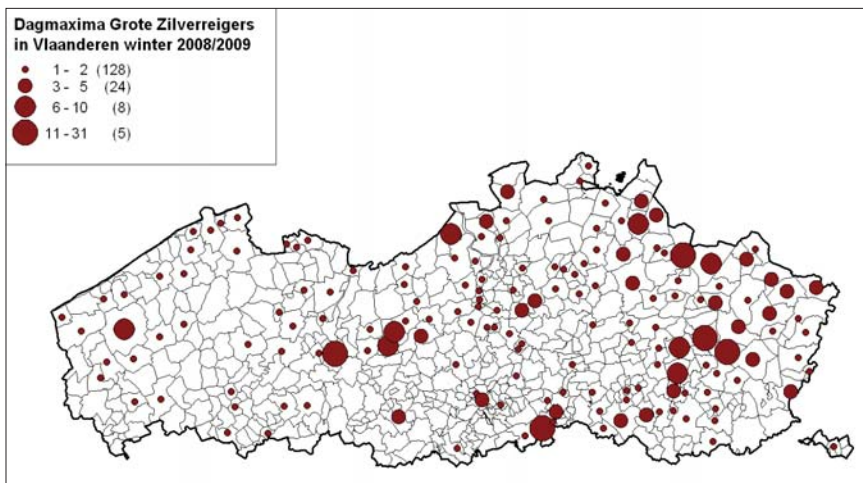 Dagmaxima Grote Zilverreigers
in Vlaanderen winter 2008/2009
1 - 2 (128)
3 - 5 (24)
6 - 10 (8)
11 - 31 (5)